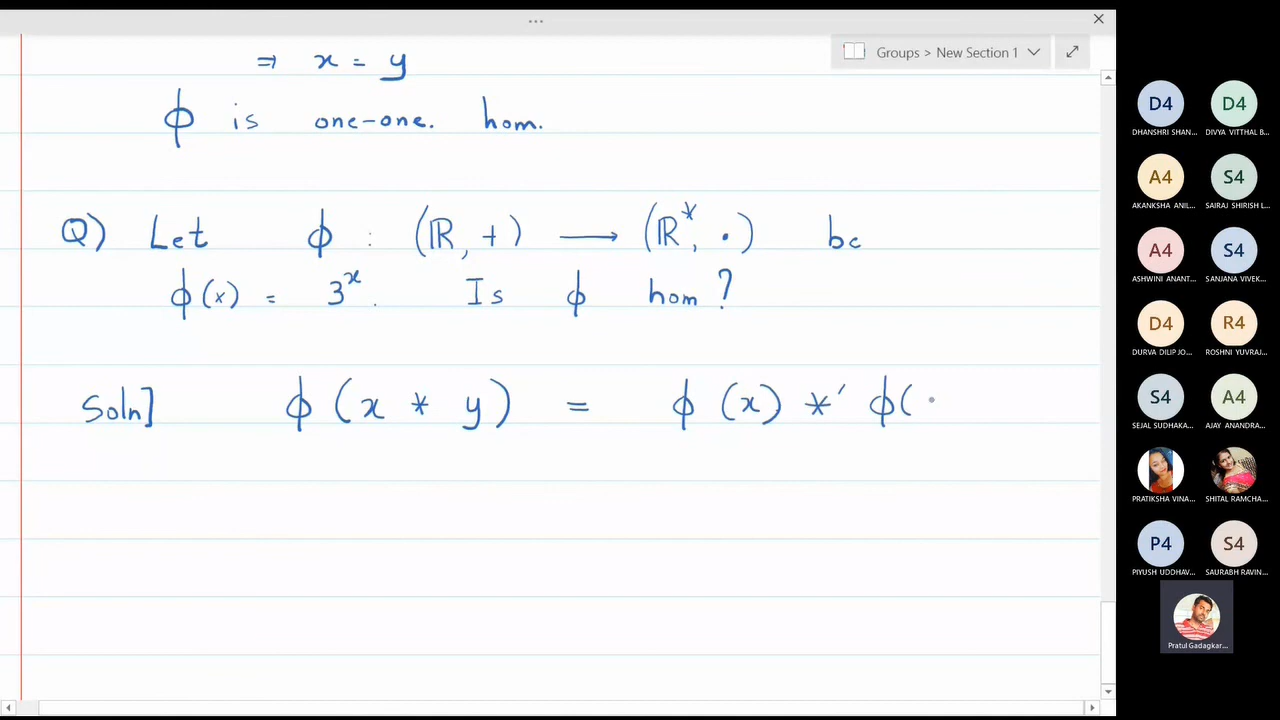 ⇒ x = y
Groups > New Section 1
ϕ is one-one. hom.
Q) Let ϕ : (ℝ, +) ⟶ (ℝ*, •) be
ϕ(x) = 3ˣ. Is ϕ hom?
Soln] ϕ (x * y) = ϕ (x) *′ ϕ(
D4 D4
DHANSHRI SHAN... DIVYA VITTHAL B...
A4 S4
AKANKSHA ANIL... SAIRAJ SHIRISH L...
A4 S4
ASHWINI ANANT... SANJANA VIVEK...
D4 R4
DURVA DILIP JO... ROSHNI YUVRAJ...
S4 A4
SEJAL SUDHAKA... AJAY ANANDRA...
PRATIKSHA VINA... SHITAL RAMCHA...
P4 S4
PIYUSH UDDHAV... SAURABH RAVIN...
Pratul Gadagkar...